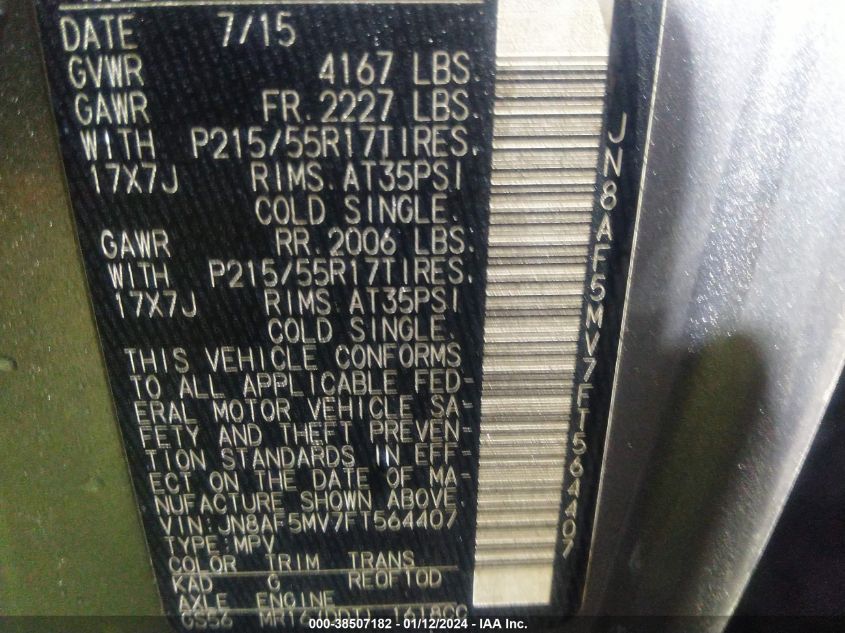 DATE 7/15
GVWR 4167 LBS.
GAWR FR. 2227 LBS.
WITH P215/55R17TIRES.
17X7J RIMS. AT35PSI
COLD SINGLE.
GAWR RR. 2006 LBS.
WITH P215/55R17TIRES.
17X7J RIMS. AT35PSI
COLD SINGLE.
THIS VEHICLE CONFORMS
TO ALL APPLICABLE FED-
ERAL MOTOR VEHICLE SA-
FETY AND THEFT PREVEN-
TION STANDARDS IN EFF-
ECT ON THE DATE OF MA-
NUFACTURE SHOWN ABOVE.
VIN:JN8AF5MV7FT564407
TYPE:MPV
COLOR TRIM TRANS
KAD G RE0F10D
AXLE ENGINE
GS56 1618CC
JN8AF5MV7FT564407
000-38507182 - 01/12/2024 - IAA Inc.